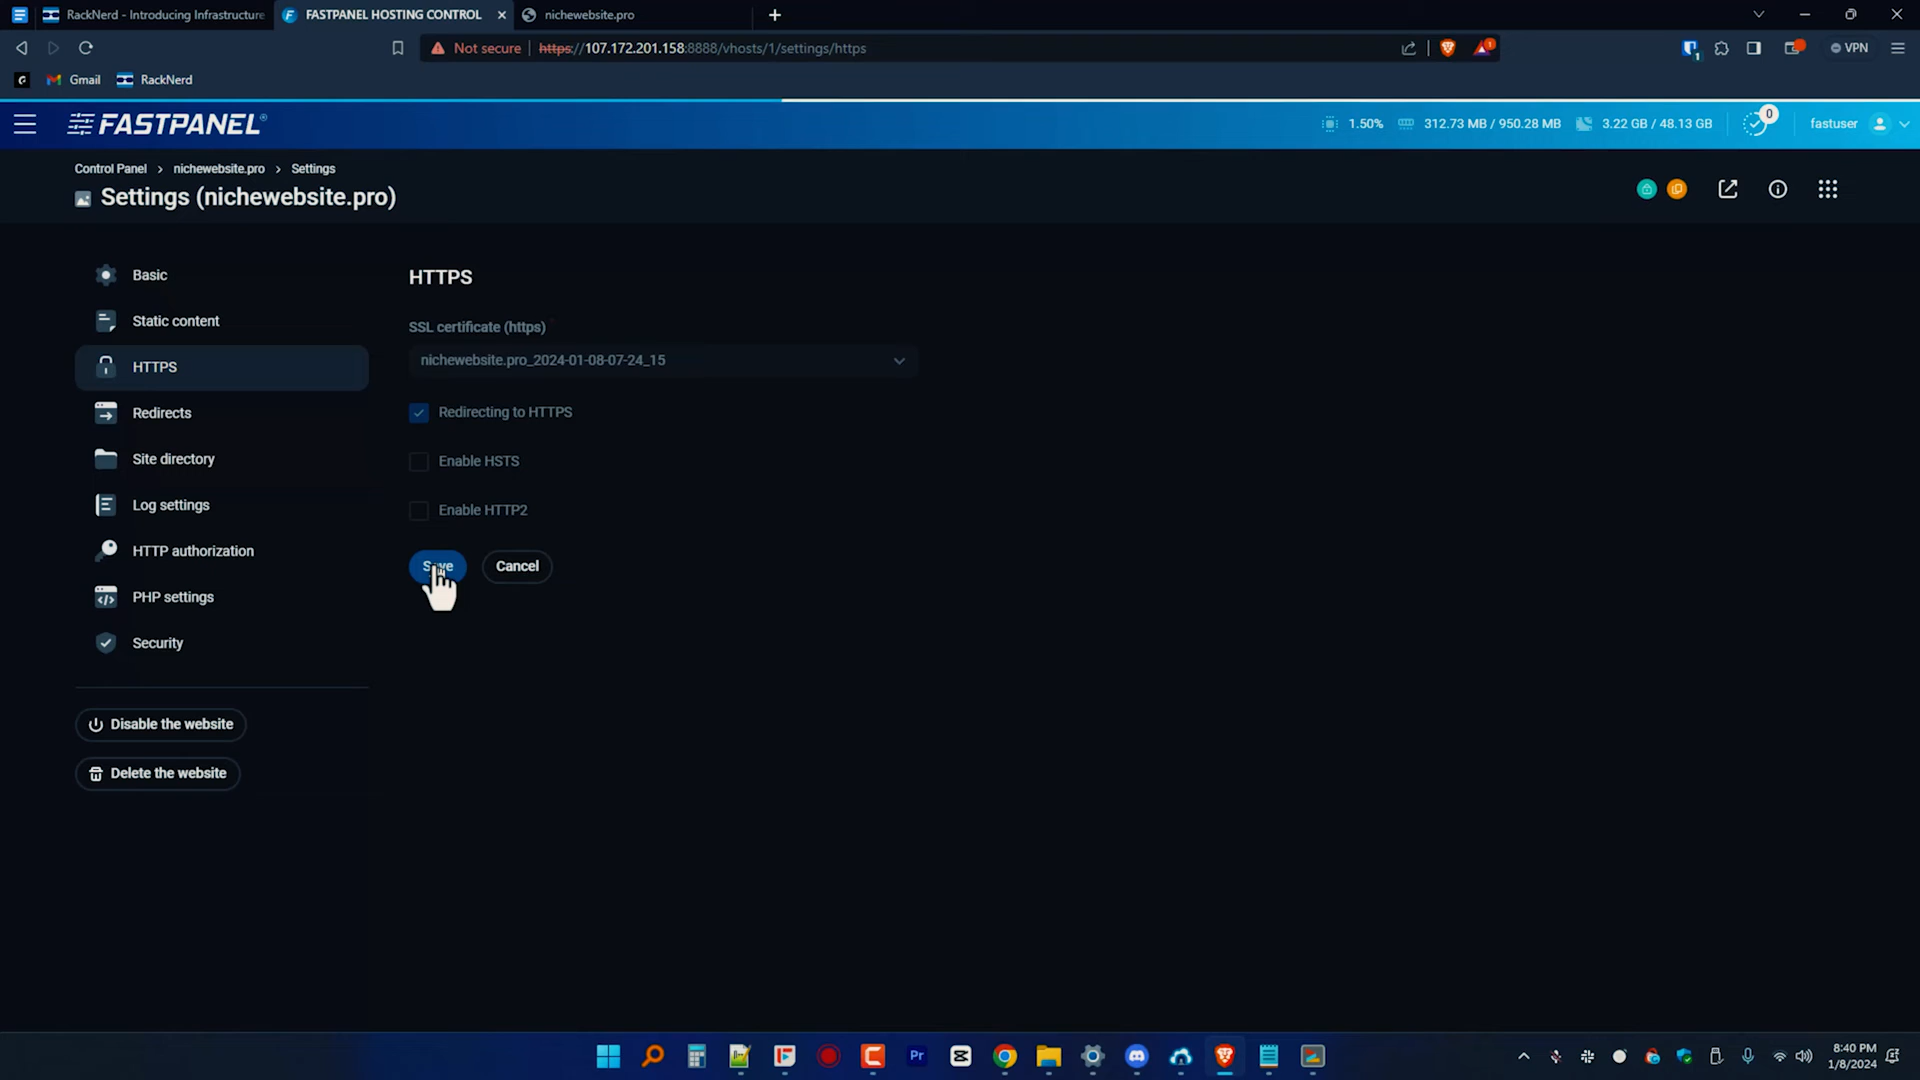 RackNerd - Introducing Infrastructure
FASTPANEL HOSTING CONTROL
nichewebsite.pro
Not secure
https://107.172.201.158:8888/vhosts/1/settings/https
1
1
VPN
G
Gmail
RackNerd
FASTPANEL®
1.50%
312.73 MB / 950.28 MB
3.22 GB / 48.13 GB
0
fastuser
Control Panel > nichewebsite.pro > Settings
Settings (nichewebsite.pro)
Basic
Static content
HTTPS
Redirects
Site directory
Log settings
HTTP authorization
PHP settings
Security
Disable the website
Delete the website
HTTPS
SSL certificate (https)
nichewebsite.pro_2024-01-08-07-24_15
Redirecting to HTTPS
Enable HSTS
Enable HTTP2
Save
Cancel
Pr
8:40 PM
1/8/2024